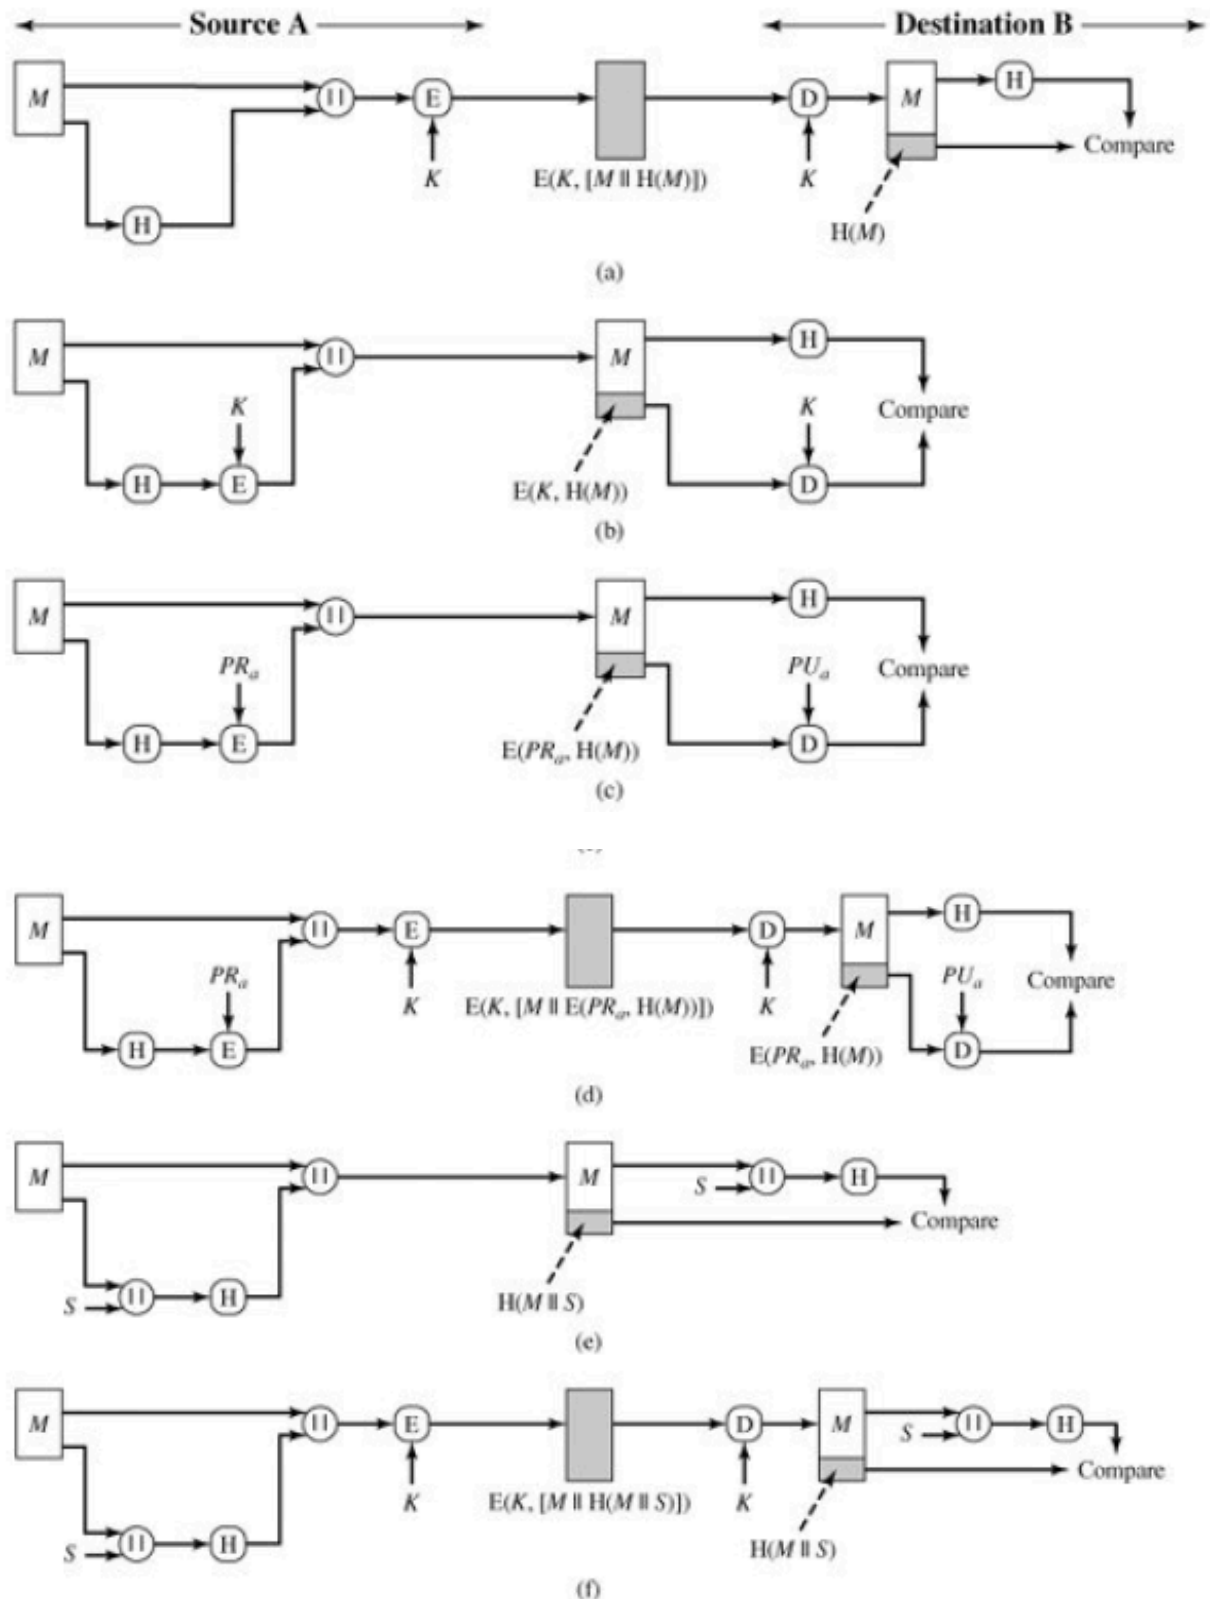 Source A Destination B
M || E D M H
Compare
K E(K, [M || H(M)]) K
H H(M)
(a)
M || M H
K K Compare
H E E(K, H(M)) D
(b)
M || M H
PRa PUa Compare
H E E(PRa, H(M)) D
(c)
M || E D M H
PRa K E(K, [M || E(PRa, H(M))]) K PUa Compare
H E E(PRa, H(M)) D
(d)
M || M S || H
Compare
S || H H(M || S)
(e)
M || E D M S || H
Compare
K E(K, [M || H(M || S)]) K
S || H H(M || S)
(f)